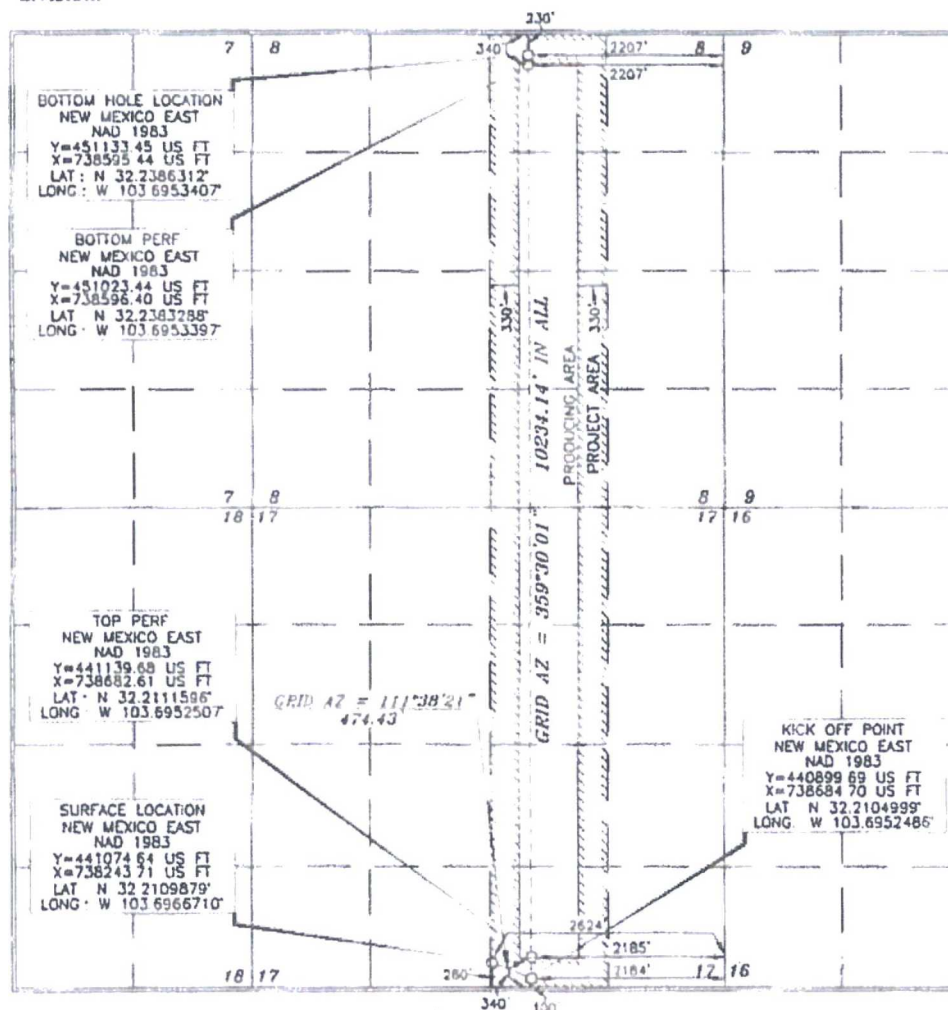 230'
7 8
340'
2207'
8 9
2207'
BOTTOM HOLE LOCATION
NEW MEXICO EAST
NAD 1983
Y=451133.45 US FT
X=738595.44 US FT
LAT: N 32.2386312°
LONG: W 103.6953407°
BOTTOM PERF
NEW MEXICO EAST
NAD 1983
Y=451023.44 US FT
X=738596.40 US FT
LAT N 32.2383288°
LONG: W 103.6953397°
330'
330'
GRID AZ = 359°30'01"
10234.14' IN ALL
PRODUCING AREA
PROJECT AREA
7 8
18 17
8 9
17 16
TOP PERF
NEW MEXICO EAST
NAD 1983
Y=441139.68 US FT
X=738682.61 US FT
LAT: N 32.2111596°
LONG: W 103.6952507°
GRID AZ = 111°38'21"
474.43'
KICK OFF POINT
NEW MEXICO EAST
NAD 1983
Y=440899.69 US FT
X=738684.70 US FT
LAT N 32.2104999°
LONG: W 103.6952486°
SURFACE LOCATION
NEW MEXICO EAST
NAD 1983
Y=441074.64 US FT
X=738243.71 US FT
LAT N 32.2109879°
LONG: W 103.6966710°
2624'
2185'
18 17
280'
2184'
17 16
340'
100'